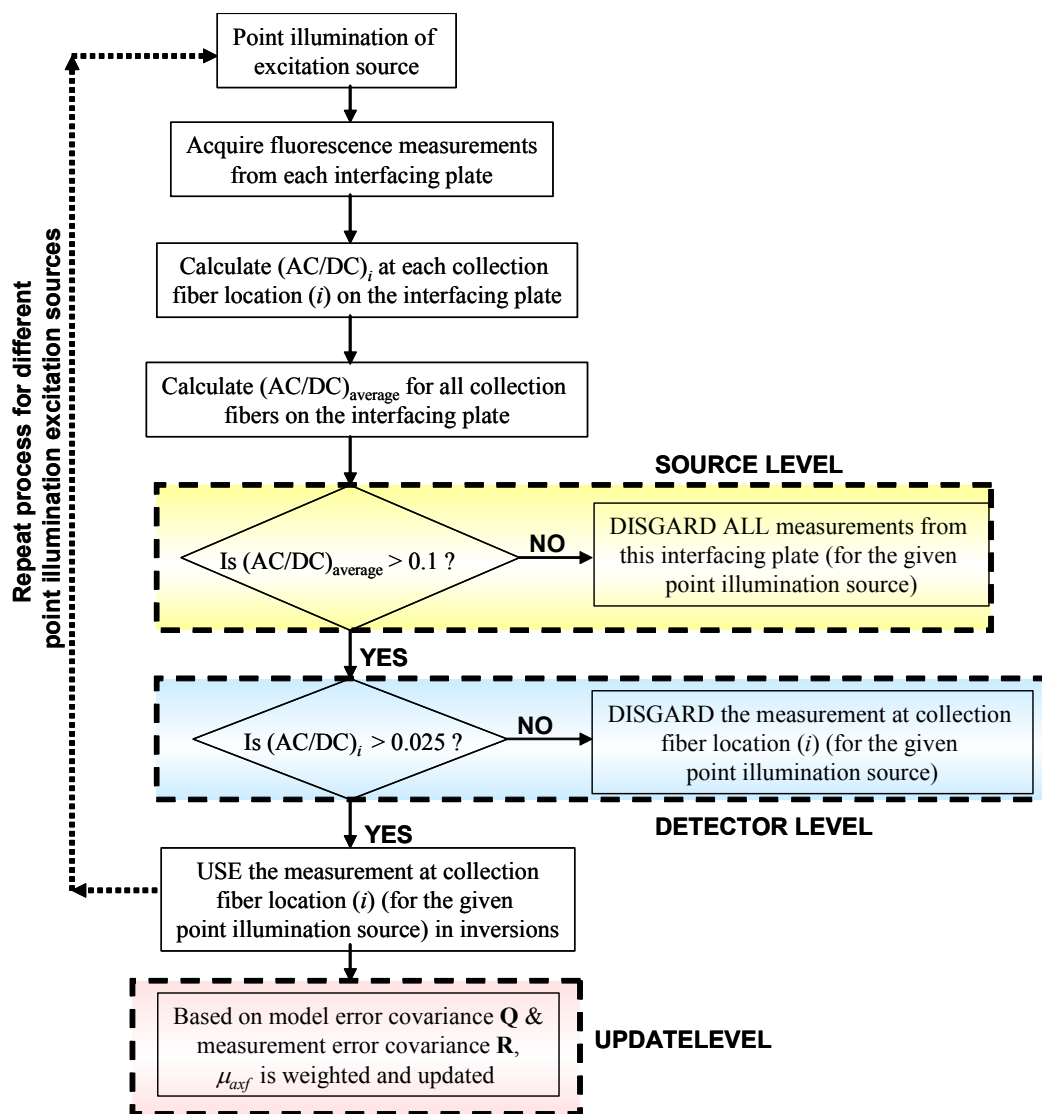 Point illumination of
excitation source
Acquire fluorescence measurements
from each interfacing plate
Calculate (AC/DC)i at each collection
fiber location (i) on the interfacing plate
Calculate (AC/DC)average for all collection
fibers on the interfacing plate
Repeat process for different
point illumination excitation sources
SOURCE LEVEL
Is (AC/DC)average > 0.1 ?
NO
DISGARD ALL measurements from
this interfacing plate (for the given
point illumination source)
YES
Is (AC/DC)i > 0.025 ?
NO
DISGARD the measurement at collection
fiber location (i) (for the given
point illumination source)
DETECTOR LEVEL
YES
USE the measurement at collection
fiber location (i) (for the given
point illumination source) in inversions
Based on model error covariance Q &
measurement error covariance R,
μaxf is weighted and updated
UPDATELEVEL